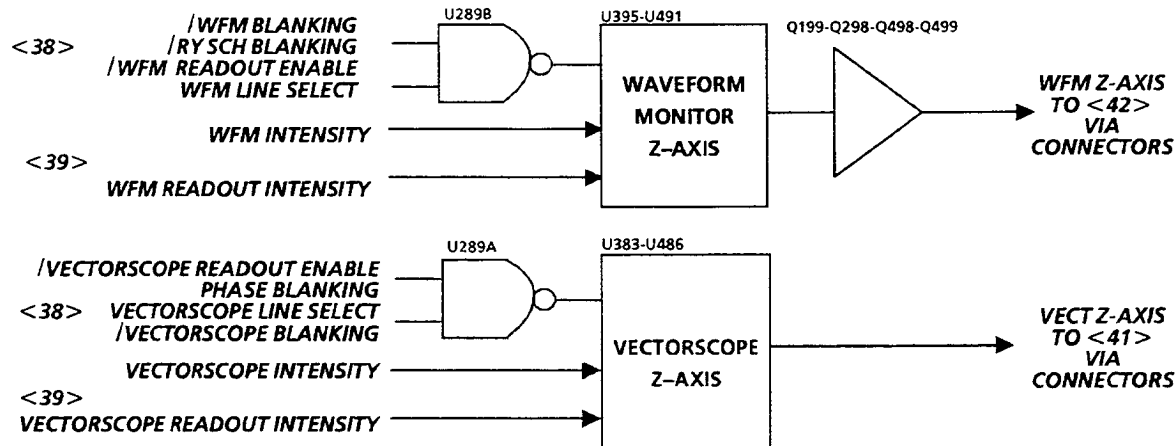 U289B
/WFM BLANKING
<38> /RY SCH BLANKING
/WFM READOUT ENABLE
WFM LINE SELECT
WFM INTENSITY
<39>
WFM READOUT INTENSITY
U395-U491
WAVEFORM
MONITOR
Z-AXIS
Q199-Q298-Q498-Q499
WFM Z-AXIS
TO <42>
VIA
CONNECTORS
U289A
/VECTORSCOPE READOUT ENABLE
PHASE BLANKING
<38> VECTORSCOPE LINE SELECT
/VECTORSCOPE BLANKING
VECTORSCOPE INTENSITY
<39>
VECTORSCOPE READOUT INTENSITY
U383-U486
VECTORSCOPE
Z-AXIS
VECT Z-AXIS
TO <41>
VIA
CONNECTORS